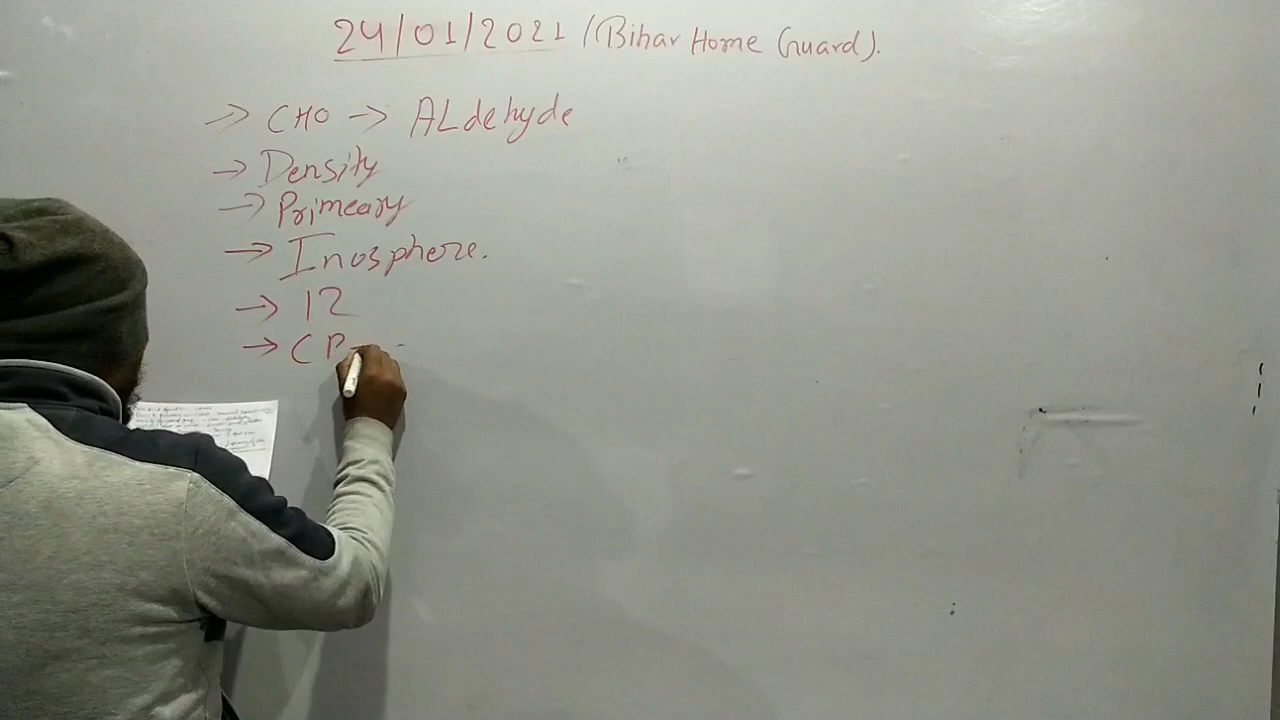 24/01/2021 (Bihar Home Guard).
→ CHO → ALdehyde
→ Density
→ Primeary
→ Inosphere.
→ 12
→ CP